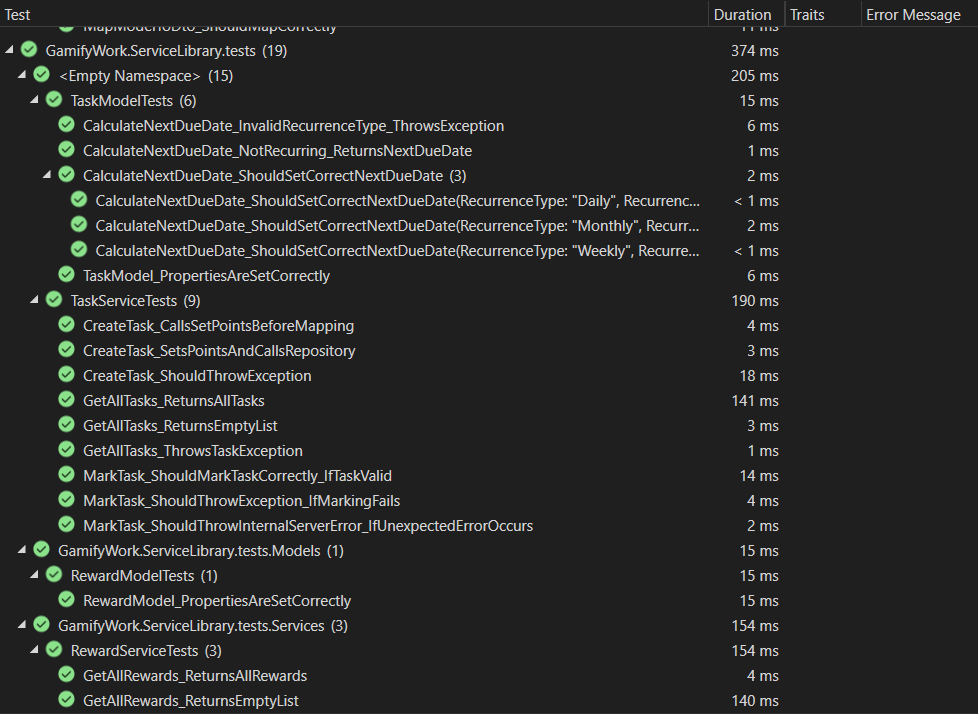 Test Duration Traits Error Message
MapModelToDto_ShouldMapCorrectly 11 ms
GamifyWork.ServiceLibrary.tests (19) 374 ms
<Empty Namespace> (15) 205 ms
TaskModelTests (6) 15 ms
CalculateNextDueDate_InvalidRecurrenceType_ThrowsException 6 ms
CalculateNextDueDate_NotRecurring_ReturnsNextDueDate 1 ms
CalculateNextDueDate_ShouldSetCorrectNextDueDate (3) 2 ms
CalculateNextDueDate_ShouldSetCorrectNextDueDate(RecurrenceType: "Daily", Recurrenc... < 1 ms
CalculateNextDueDate_ShouldSetCorrectNextDueDate(RecurrenceType: "Monthly", Recurr... 2 ms
CalculateNextDueDate_ShouldSetCorrectNextDueDate(RecurrenceType: "Weekly", Recurre... < 1 ms
TaskModel_PropertiesAreSetCorrectly 6 ms
TaskServiceTests (9) 190 ms
CreateTask_CallsSetPointsBeforeMapping 4 ms
CreateTask_SetsPointsAndCallsRepository 3 ms
CreateTask_ShouldThrowException 18 ms
GetAllTasks_ReturnsAllTasks 141 ms
GetAllTasks_ReturnsEmptyList 3 ms
GetAllTasks_ThrowsTaskException 1 ms
MarkTask_ShouldMarkTaskCorrectly_IfTaskValid 14 ms
MarkTask_ShouldThrowException_IfMarkingFails 4 ms
MarkTask_ShouldThrowInternalServerError_IfUnexpectedErrorOccurs 2 ms
GamifyWork.ServiceLibrary.tests.Models (1) 15 ms
RewardModelTests (1) 15 ms
RewardModel_PropertiesAreSetCorrectly 15 ms
GamifyWork.ServiceLibrary.tests.Services (3) 154 ms
RewardServiceTests (3) 154 ms
GetAllRewards_ReturnsAllRewards 4 ms
GetAllRewards_ReturnsEmptyList 140 ms